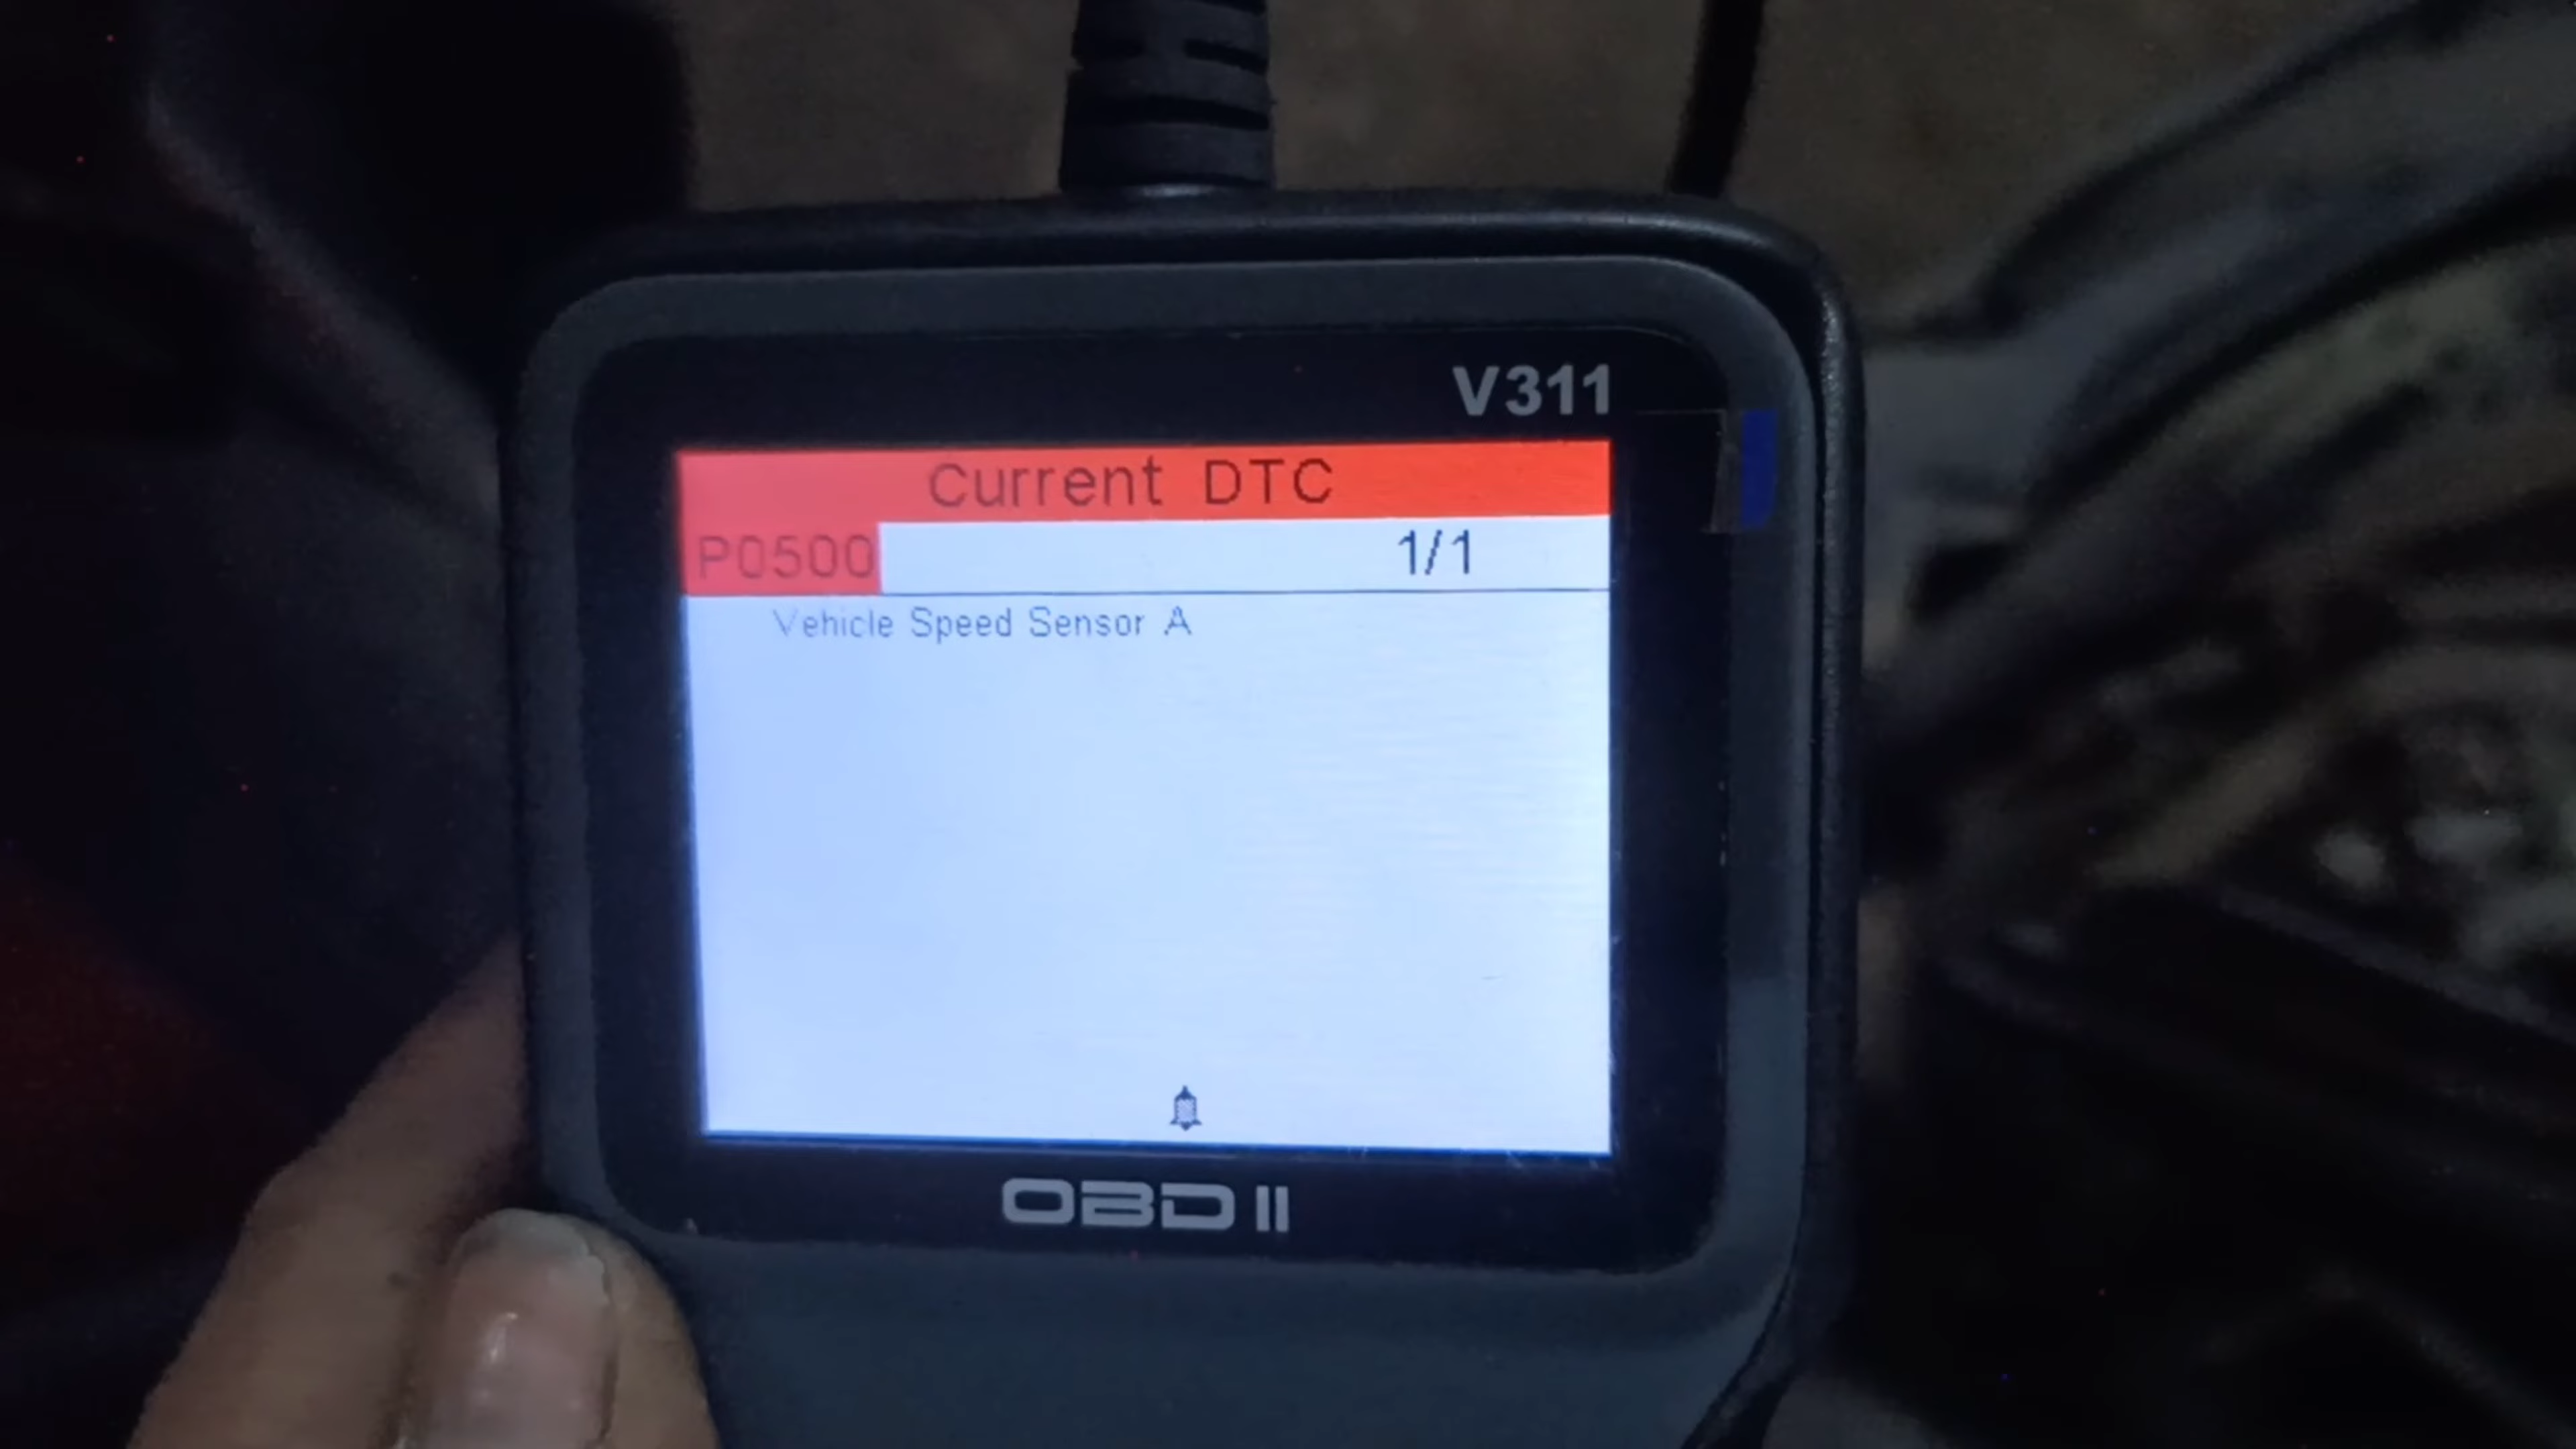 V311
Current DTC
P0500 1/1
Vehicle Speed Sensor A
OBD II